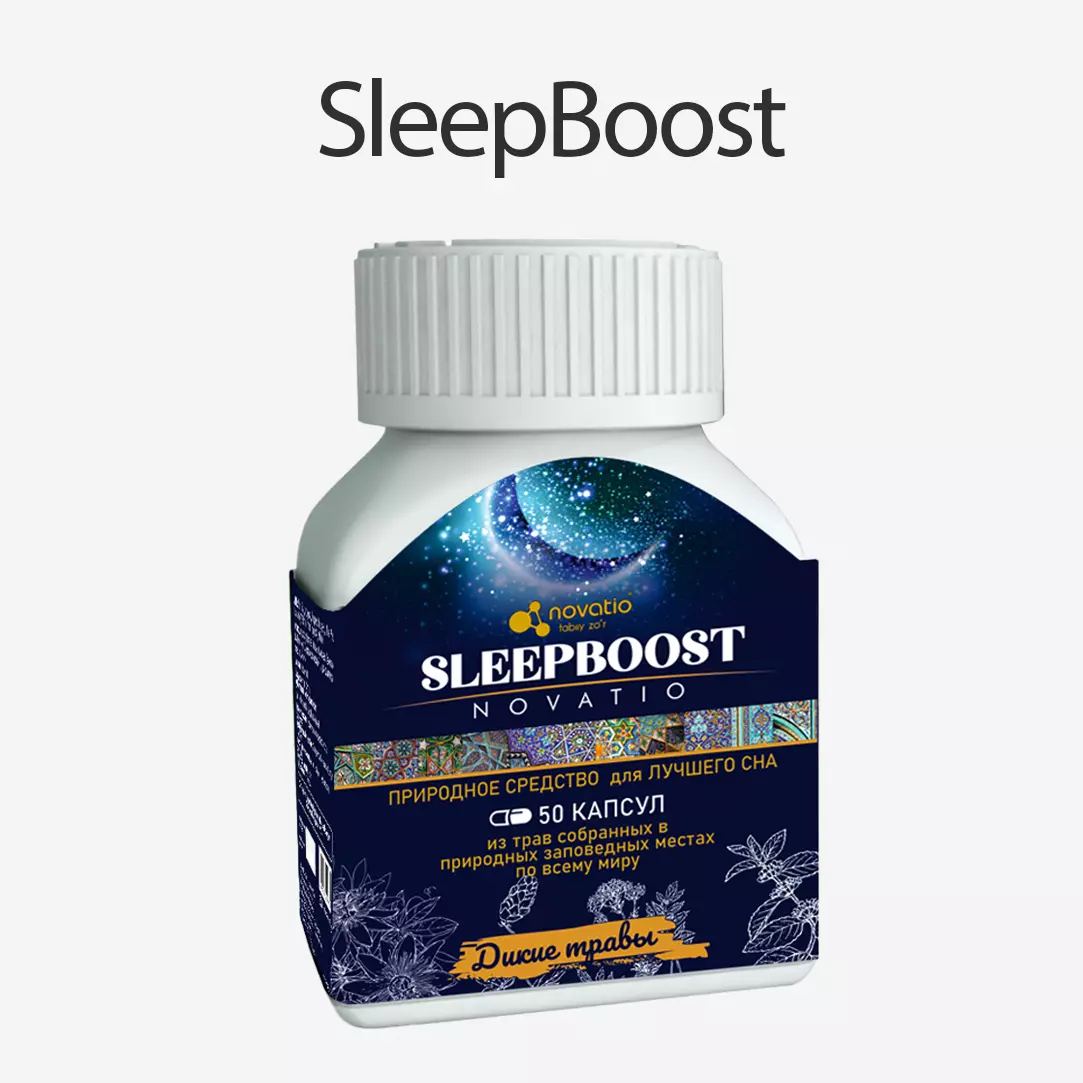 SleepBoost
novatio
tabiiy zo'r
SLEEPBOOST
NOVATIO
ПРИРОДНОЕ СРЕДСТВО для ЛУЧШЕГО СНА
50 КАПСУЛ
из трав собранных в
природных заповедных местах
по всему миру
Дикие травы